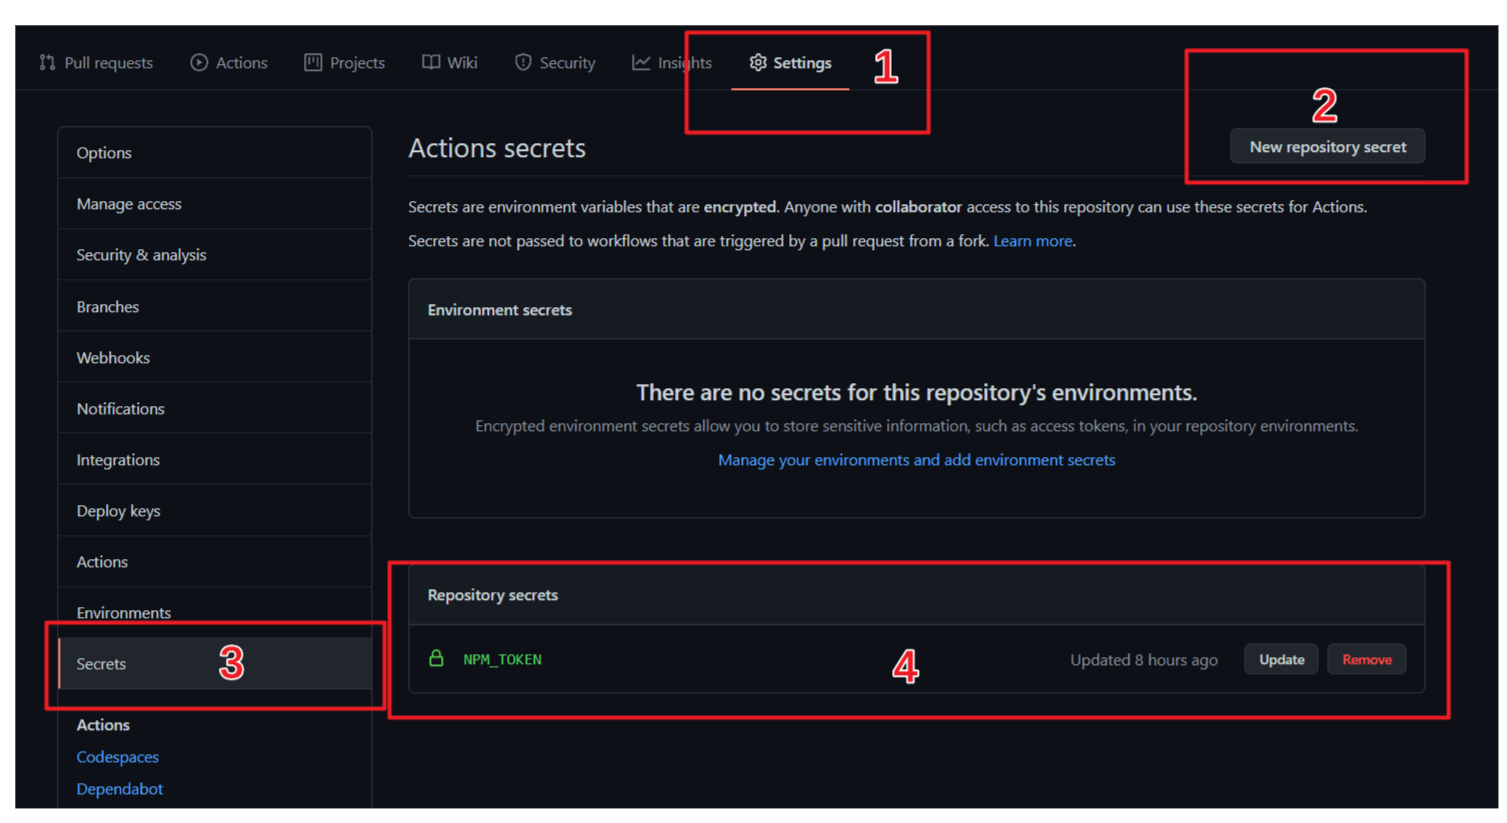 Pull requests Actions Projects Wiki Security Insights Settings 1
2
New repository secret
Options
Manage access
Security & analysis
Branches
Webhooks
Notifications
Integrations
Deploy keys
Actions
Environments
Secrets 3
Actions
Codespaces
Dependabot
Actions secrets
Secrets are environment variables that are encrypted. Anyone with collaborator access to this repository can use these secrets for Actions.
Secrets are not passed to workflows that are triggered by a pull request from a fork. Learn more.
Environment secrets
There are no secrets for this repository's environments.
Encrypted environment secrets allow you to store sensitive information, such as access tokens, in your repository environments.
Manage your environments and add environment secrets
Repository secrets
NPM_TOKEN 4 Updated 8 hours ago Update Remove